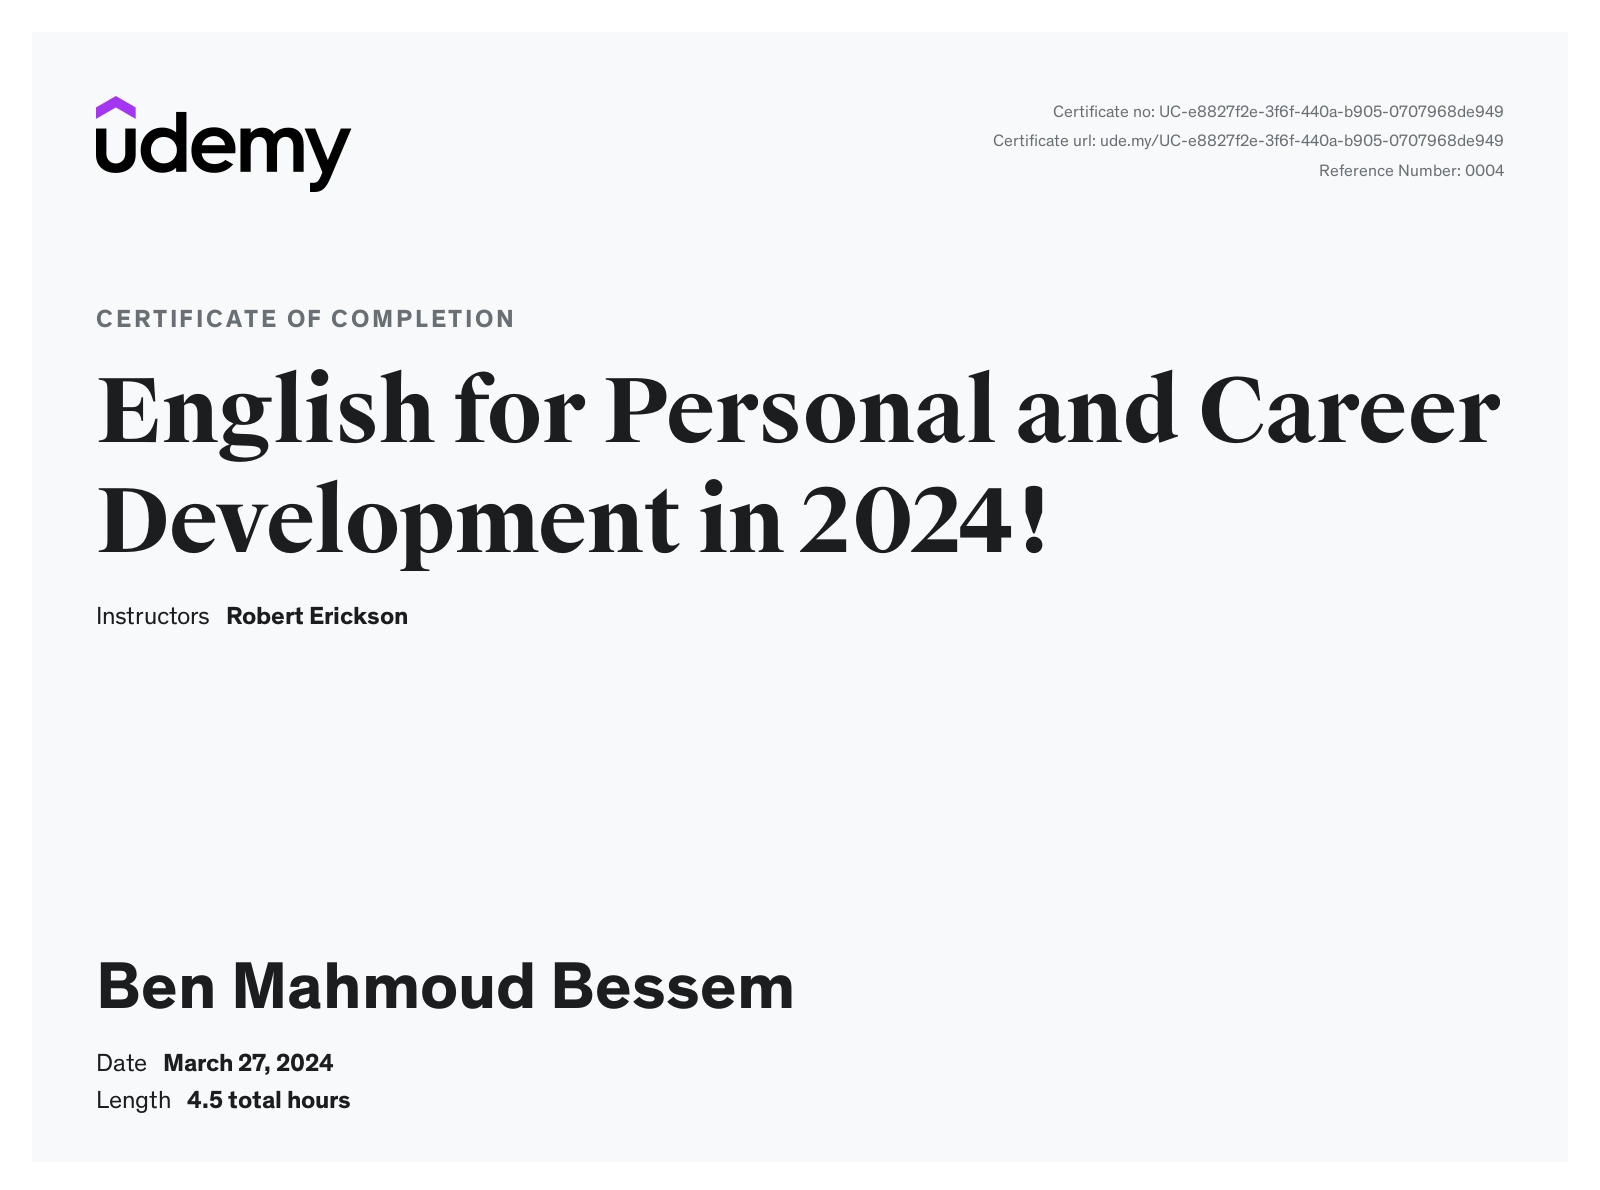 udemy
Certificate no: UC-e8827f2e-3f6f-440a-b905-0707968de949
Certificate url: ude.my/UC-e8827f2e-3f6f-440a-b905-0707968de949
Reference Number: 0004
CERTIFICATE OF COMPLETION
English for Personal and Career
Development in 2024!
Instructors Robert Erickson
Ben Mahmoud Bessem
Date March 27, 2024
Length 4.5 total hours